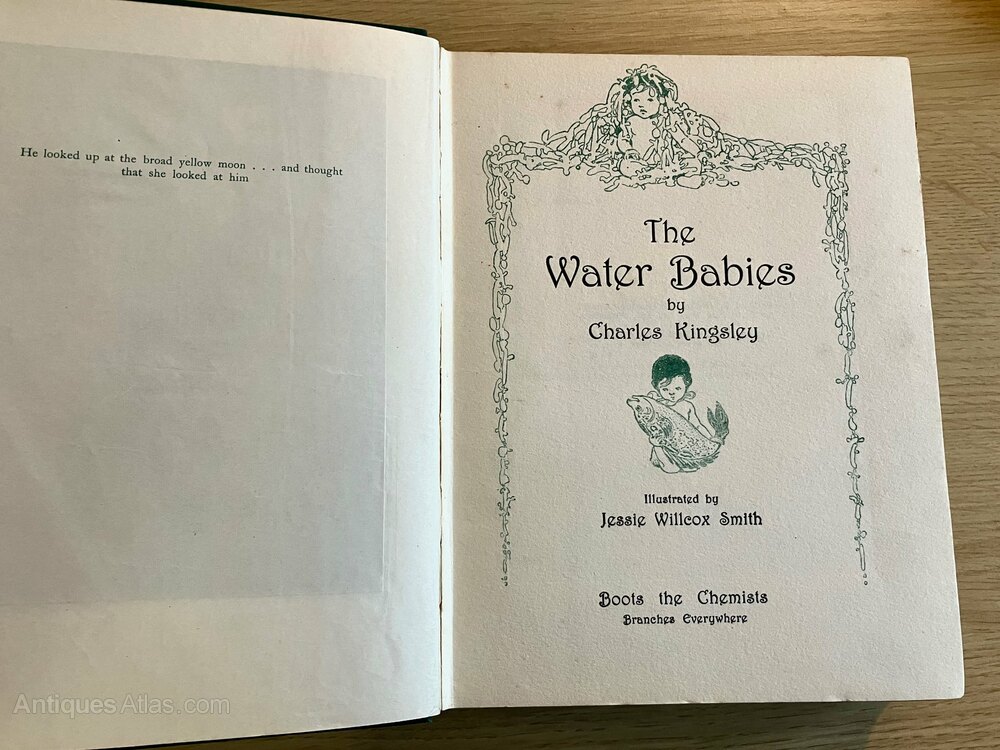 He looked up at the broad yellow moon . . . and thought
that she looked at him
The
Water Babies
by
Charles Kingsley
Illustrated by
Jessie Willcox Smith
Boots the Chemists
Branches Everywhere
AntiquesAtlas.com